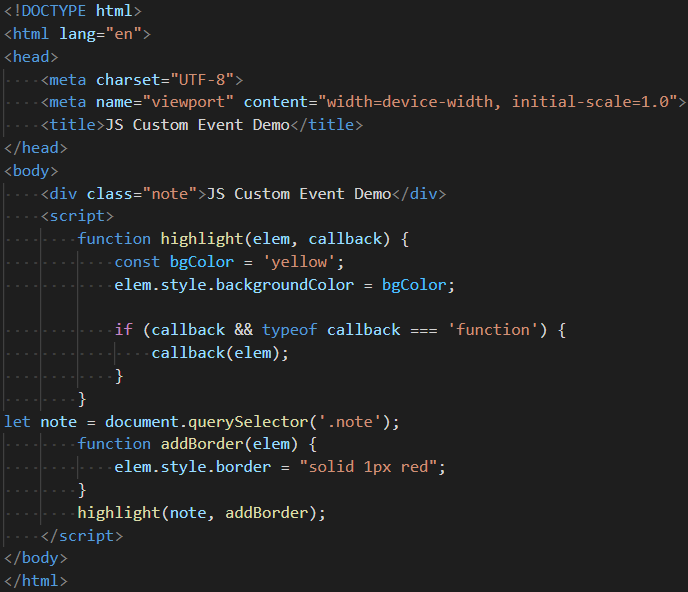 <!DOCTYPE html>
<html lang="en">
<head>
    <meta charset="UTF-8">
    <meta name="viewport" content="width=device-width, initial-scale=1.0">
    <title>JS Custom Event Demo</title>
</head>
<body>
    <div class="note">JS Custom Event Demo</div>
    <script>
        function highlight(elem, callback) {
            const bgColor = 'yellow';
            elem.style.backgroundColor = bgColor;

            if (callback && typeof callback === 'function') {
                callback(elem);
            }
        }
let note = document.querySelector('.note');
        function addBorder(elem) {
            elem.style.border = "solid 1px red";
        }
        highlight(note, addBorder);
    </script>
</body>
</html>